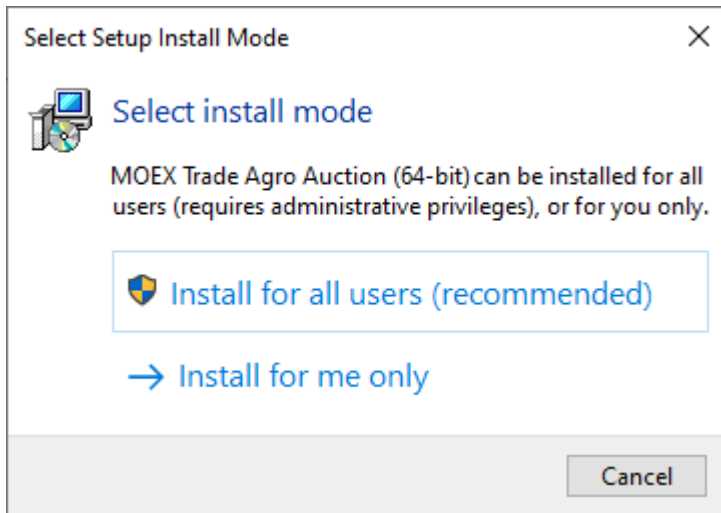 Select Setup Install Mode
Select install mode
MOEX Trade Agro Auction (64-bit) can be installed for all
users (requires administrative privileges), or for you only.
Install for all users (recommended)
Install for me only
Cancel